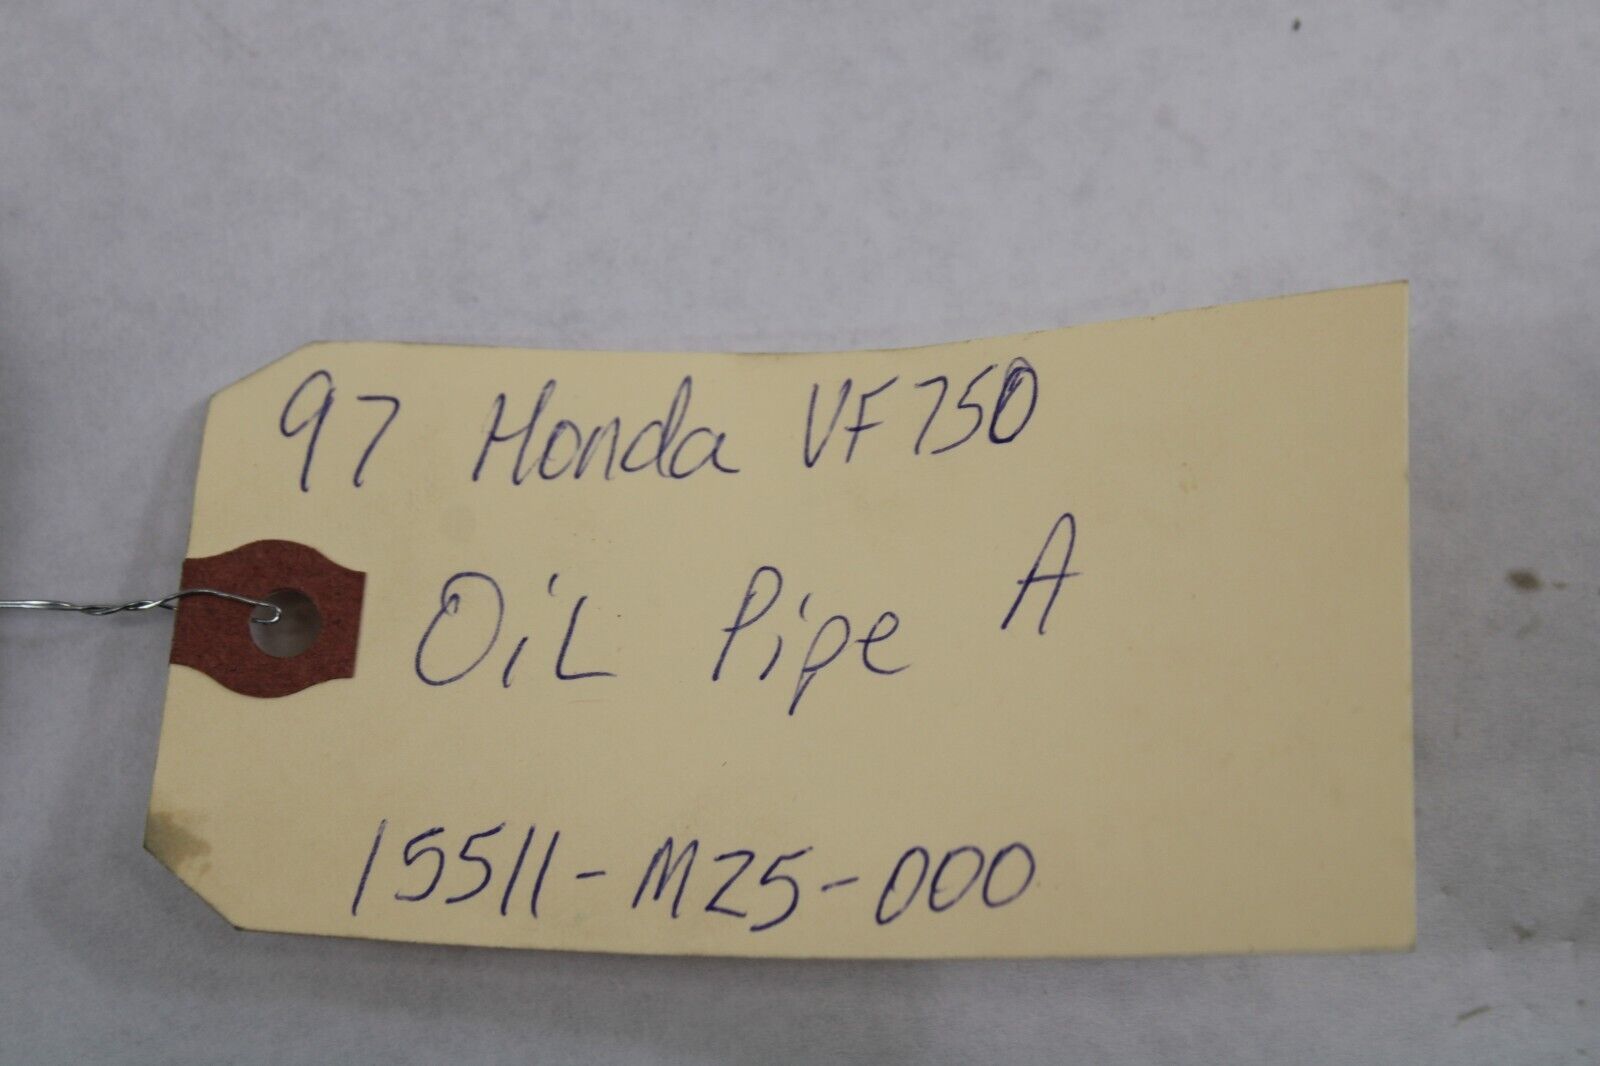 97 Honda VF750
OiL Pipe A
15511-MZ5-000